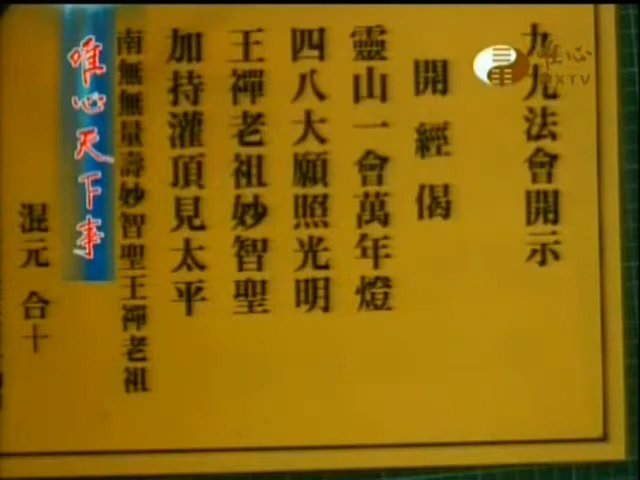 九九法會開示
開經偈
靈山一會萬年燈
四八大願照光明
王禪老祖妙智聖
加持灌頂見太平
南無無量壽妙智聖王禪老祖
混元 合十
唯心天下事
唯心